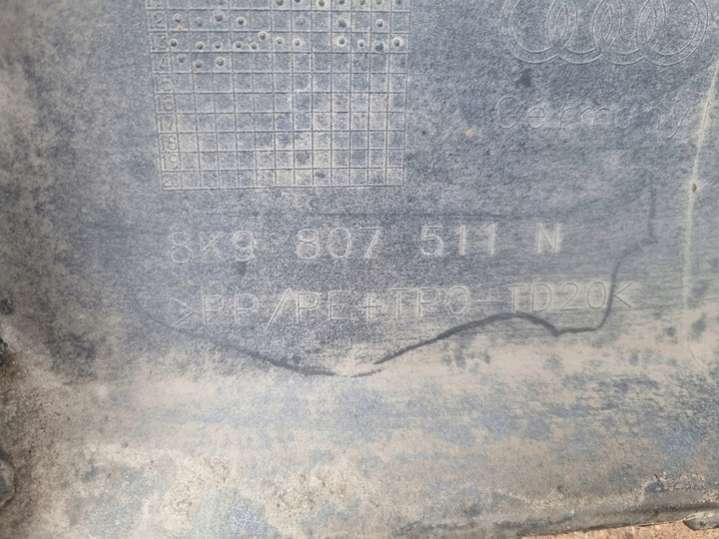 Germany
8K9 807 511 N
>PP/PE+TPO-TD20<